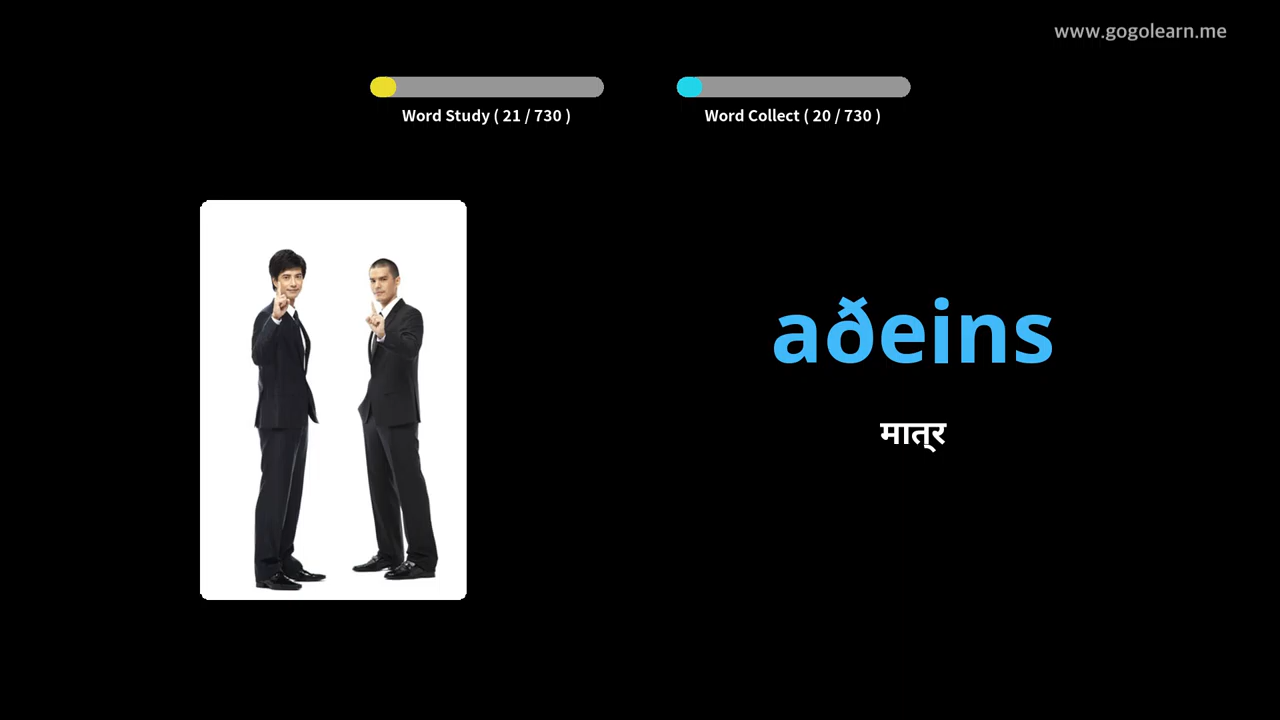 www.gogolearn.me
Word Study ( 21 / 730 )
Word Collect ( 20 / 730 )
aðeins
मात्र